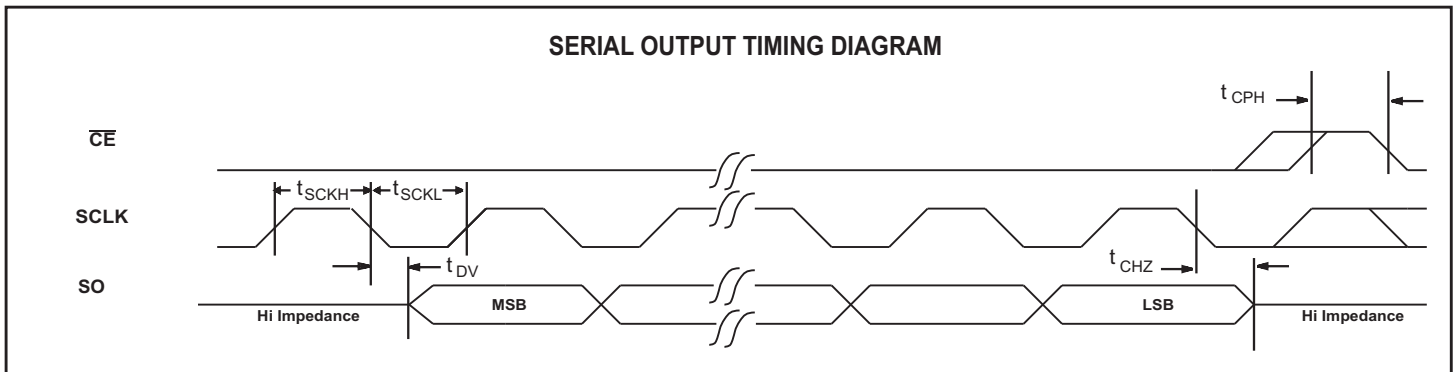 SERIAL OUTPUT TIMING DIAGRAM
t CPH
CE
t SCKH
t SCKL
SCLK
t DV
t CHZ
SO
MSB
LSB
Hi Impedance
Hi Impedance